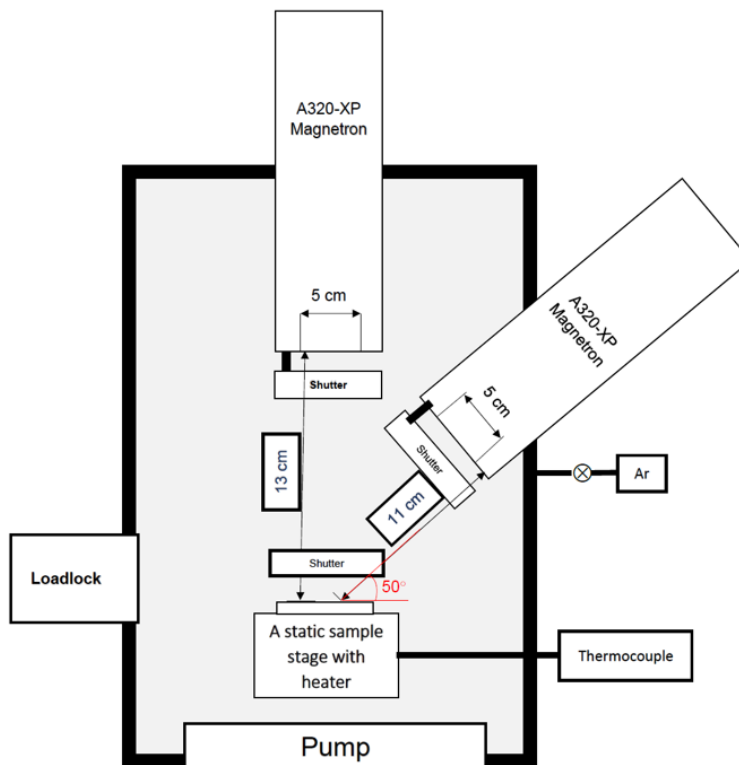 A320-XP
Magnetron
5 cm
Shutter
A320-XP
Magnetron
5 cm
Shutter
13 cm
11 cm
Ar
Shutter
50°
Loadlock
A static sample
stage with
heater
Thermocouple
Pump